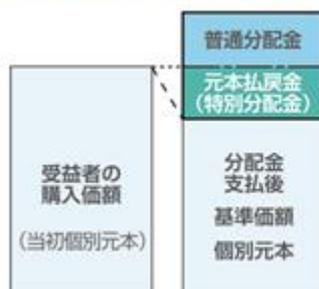 普通分配金
元本払戻金
(特別分配金)
受益者の
購入価額
(当初個別元本)
分配金
支払後
基準価額
個別元本